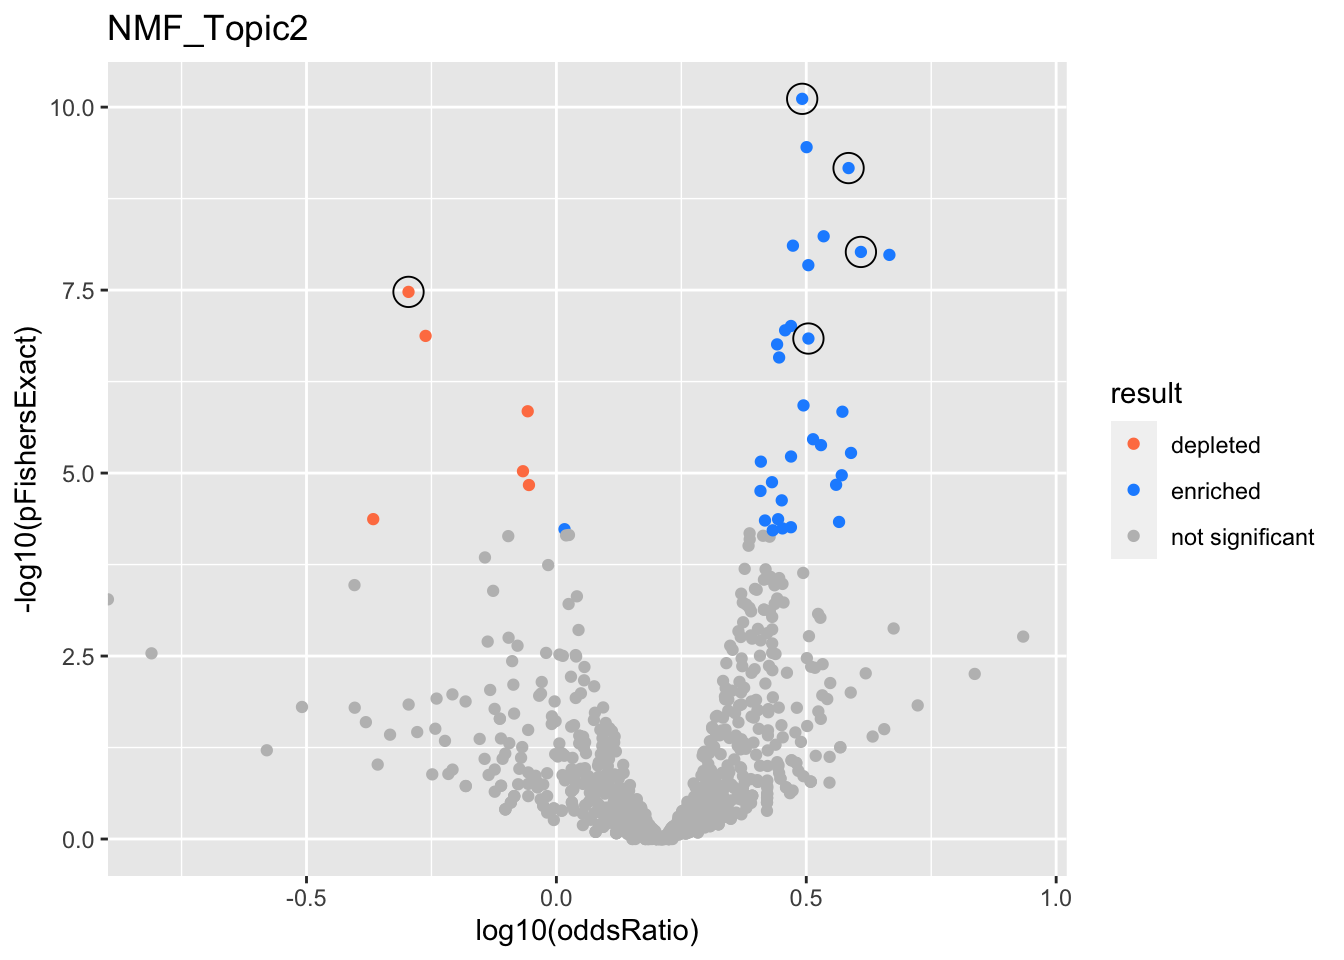 NMF_Topic2
10.0
7.5
5.0
2.5
0.0
-log10(pFishersExact)
-0.5
0.0
0.5
1.0
log10(oddsRatio)
result
depleted
enriched
not significant